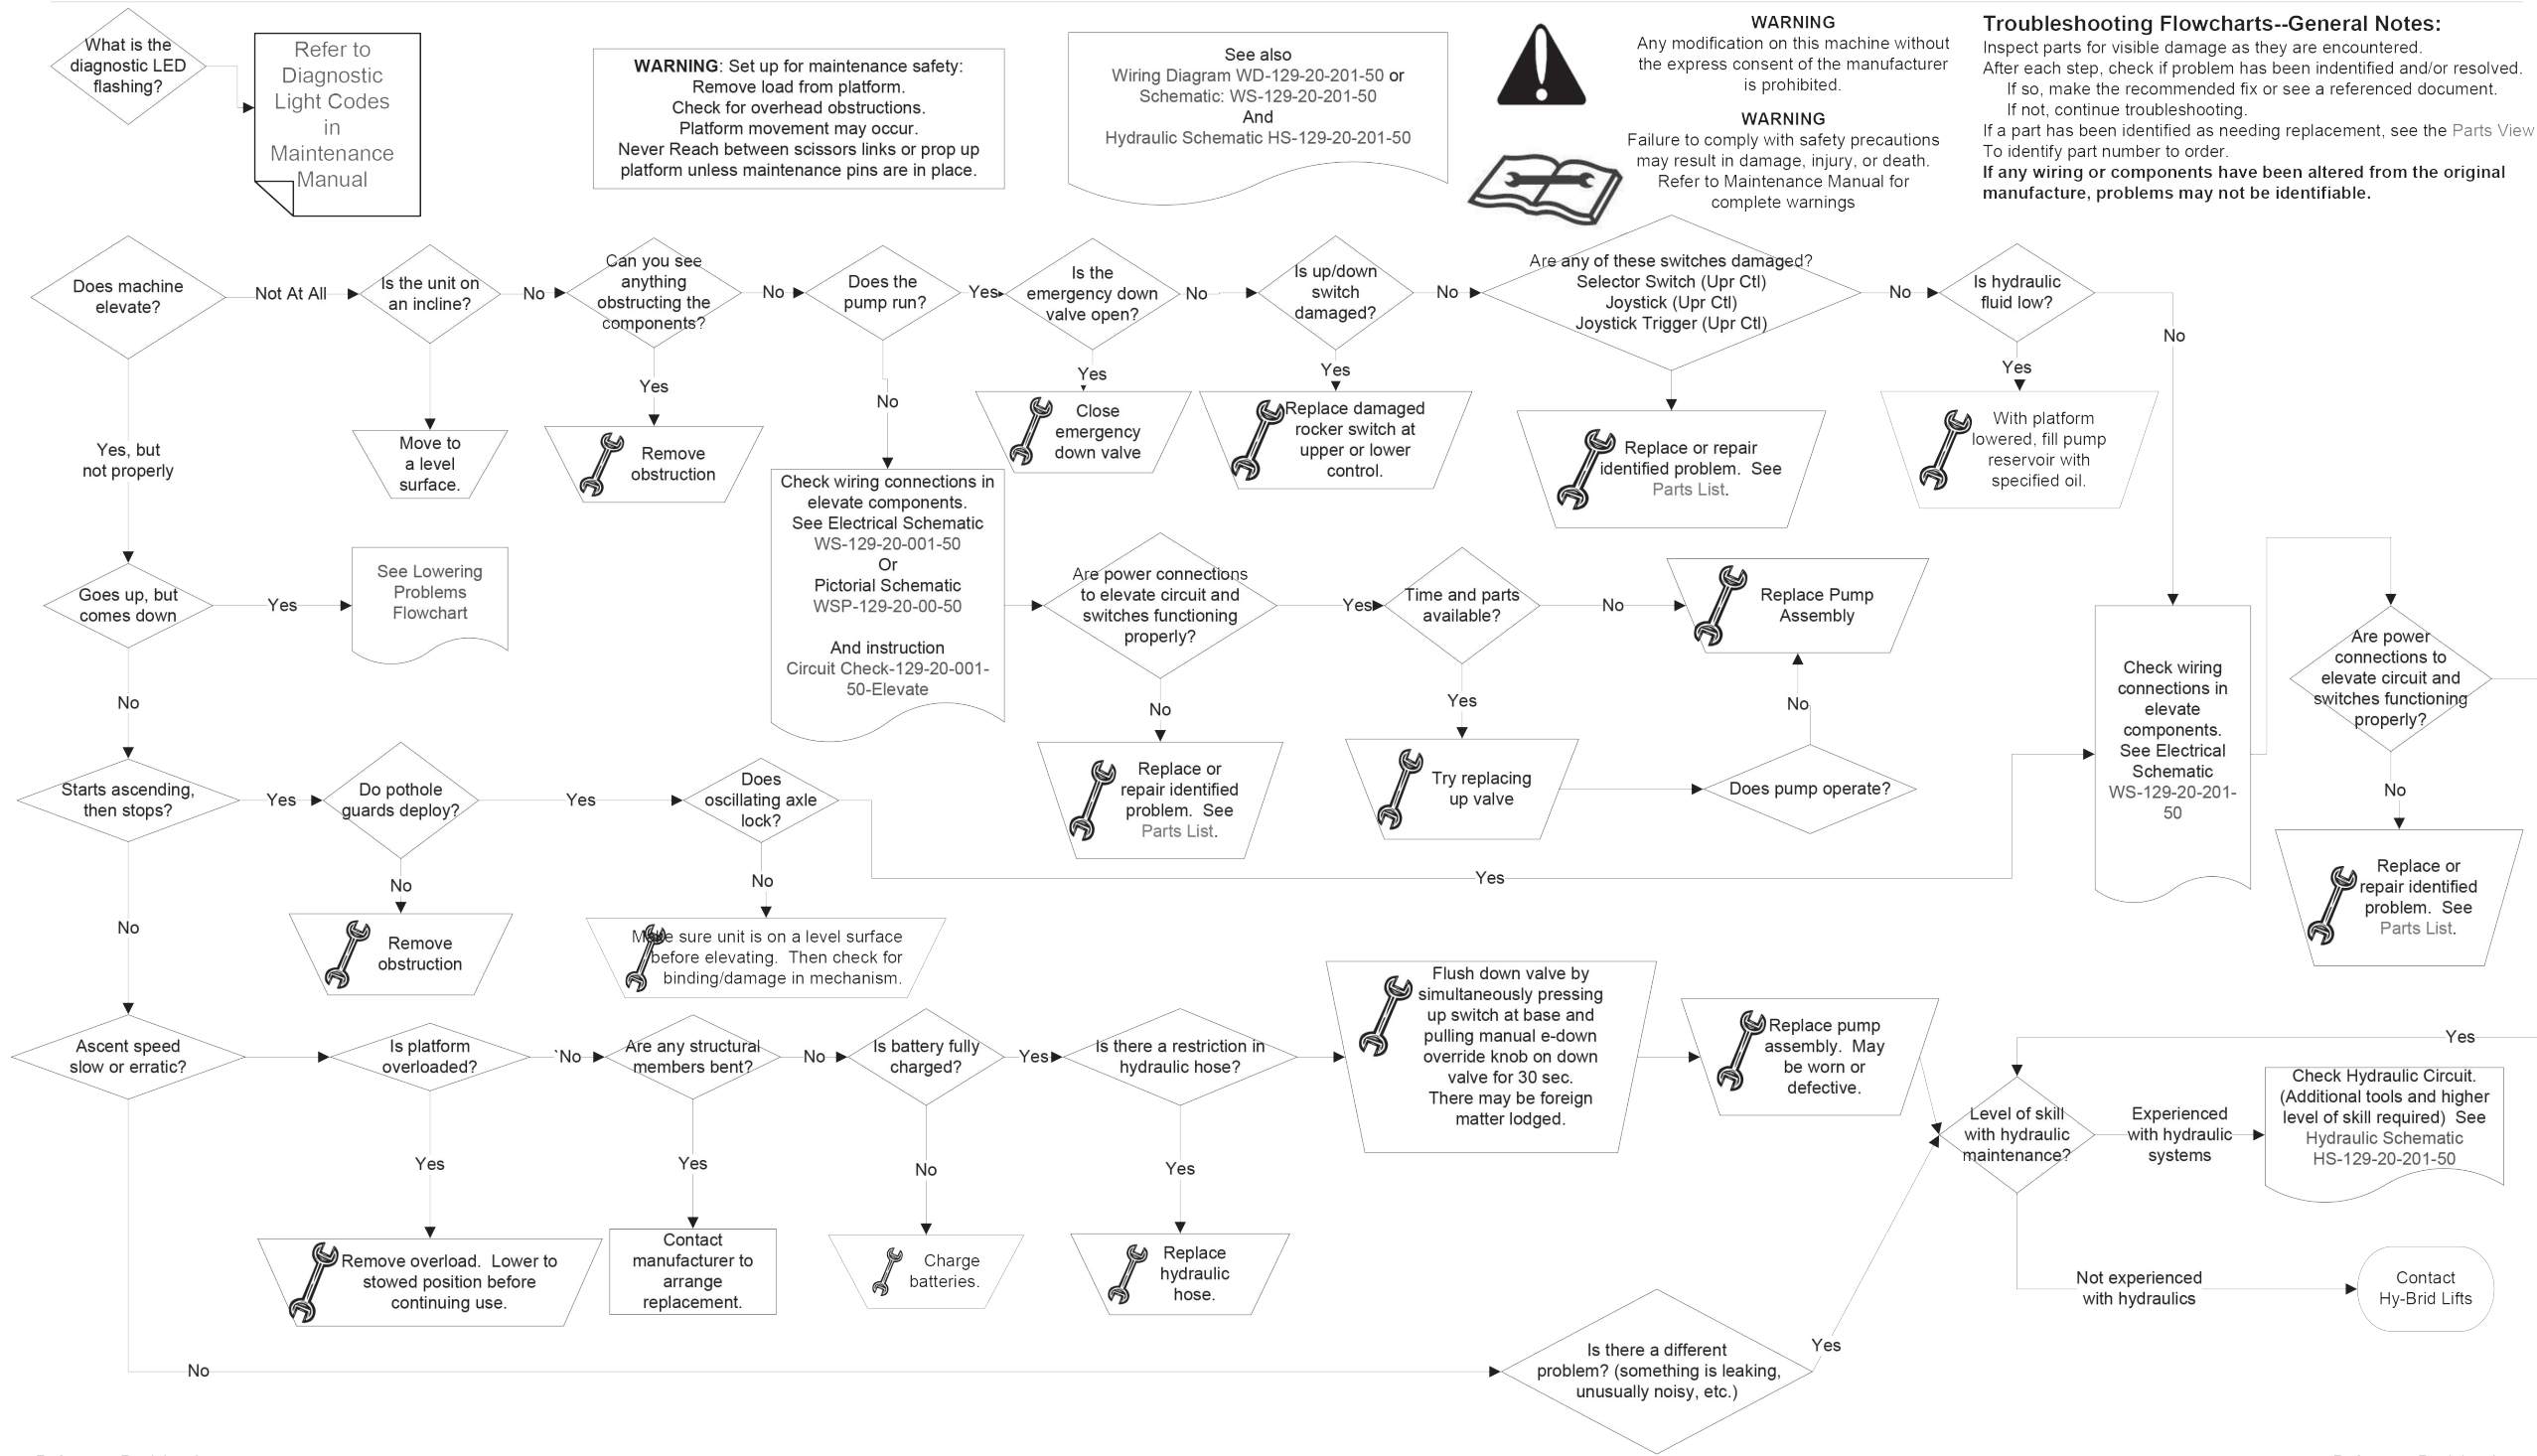 What is the
diagnostic LED
flashing?
Refer to
Diagnostic
Light Codes
in
Maintenance
Manual
WARNING: Set up for maintenance safety:
Remove load from platform.
Check for overhead obstructions.
Platform movement may occur.
Never Reach between scissors links or prop up
platform unless maintenance pins are in place.
See also
Wiring Diagram WD-129-20-201-50 or
Schematic: WS-129-20-201-50
And
Hydraulic Schematic HS-129-20-201-50
WARNING
Any modification on this machine without
the express consent of the manufacturer
is prohibited.
WARNING
Failure to comply with safety precautions
may result in damage, injury, or death.
Refer to Maintenance Manual for
complete warnings
Troubleshooting Flowcharts--General Notes:
Inspect parts for visible damage as they are encountered.
After each step, check if problem has been indentified and/or resolved.
If so, make the recommended fix or see a referenced document.
If not, continue troubleshooting.
If a part has been identified as needing replacement, see the Parts View
To identify part number to order.
If any wiring or components have been altered from the original
manufacture, problems may not be identifiable.
Does machine
elevate?
Not At All
Is the unit on
an incline?
No
Can you see
anything
obstructing the
components?
No
Does the
pump run?
Yes
Is the
emergency down
valve open?
No
Is up/down
switch
damaged?
No
Are any of these switches damaged?
Selector Switch (Upr Ctl)
Joystick (Upr Ctl)
Joystick Trigger (Upr Ctl)
No
Is hydraulic
fluid low?
No
Yes, but
not properly
Move to
a level
surface.
Yes
Remove
obstruction
No
Yes
Close
emergency
down valve
Yes
Replace damaged
rocker switch at
upper or lower
control.
Replace or repair
identified problem. See
Parts List.
Yes
With platform
lowered, fill pump
reservoir with
specified oil.
Check wiring connections in
elevate components.
See Electrical Schematic
WS-129-20-001-50
Or
Pictorial Schematic
WSP-129-20-00-50
And instruction
Circuit Check-129-20-001-
50-Elevate
Goes up, but
comes down
Yes
See Lowering
Problems
Flowchart
Are power connections
to elevate circuit and
switches functioning
properly?
Yes
Time and parts
available?
No
Replace Pump
Assembly
Check wiring
connections in
elevate
components.
See Electrical
Schematic
WS-129-20-201-
50
Are power
connections to
elevate circuit and
switches functioning
properly?
No
No
Yes
No
No
Starts ascending,
then stops?
Yes
Do pothole
guards deploy?
Yes
Does
oscillating axle
lock?
Replace or
repair identified
problem. See
Parts List.
Try replacing
up valve
Does pump operate?
Yes
Replace or
repair identified
problem. See
Parts List.
No
No
Remove
obstruction
No
Make sure unit is on a level surface
before elevating. Then check for
binding/damage in mechanism.
Ascent speed
slow or erratic?
Is platform
overloaded?
`No
Are any structural
members bent?
No
Is battery fully
charged?
Yes
Is there a restriction in
hydraulic hose?
Flush down valve by
simultaneously pressing
up switch at base and
pulling manual e-down
override knob on down
valve for 30 sec.
There may be foreign
matter lodged.
Replace pump
assembly. May
be worn or
defective.
Yes
Level of skill
with hydraulic
maintenance?
Experienced
with hydraulic
systems
Check Hydraulic Circuit.
(Additional tools and higher
level of skill required) See
Hydraulic Schematic
HS-129-20-201-50
Yes
Remove overload. Lower to
stowed position before
continuing use.
Yes
Contact
manufacturer to
arrange
replacement.
No
Charge
batteries.
Yes
Replace
hydraulic
hose.
Not experienced
with hydraulics
Contact
Hy-Brid Lifts
No
Is there a different
problem? (something is leaking,
unusually noisy, etc.)
Yes